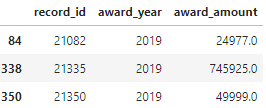 record_id award_year award_amount
84 21082 2019 24977.0
338 21335 2019 745925.0
350 21350 2019 49999.0